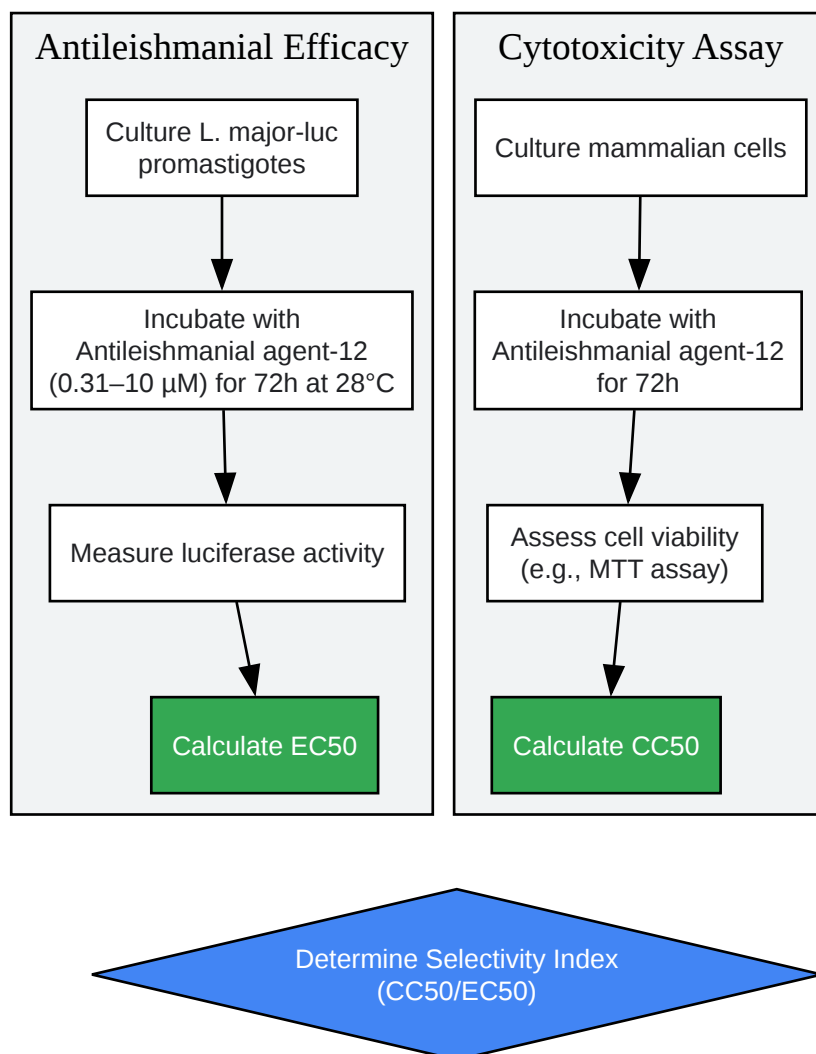 Antileishmanial Efficacy
Culture L. major-luc
promastigotes
Incubate with
Antileishmanial agent-12
(0.31–10 µM) for 72h at 28°C
Measure luciferase activity
Calculate EC50
Cytotoxicity Assay
Culture mammalian cells
Incubate with
Antileishmanial agent-12
for 72h
Assess cell viability
(e.g., MTT assay)
Calculate CC50
Determine Selectivity Index
(CC50/EC50)